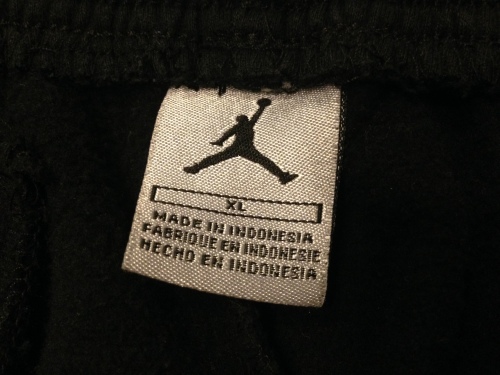 XL
MADE IN INDONESIA
FABRIQUE EN INDONESIE
HECHO EN INDONESIA